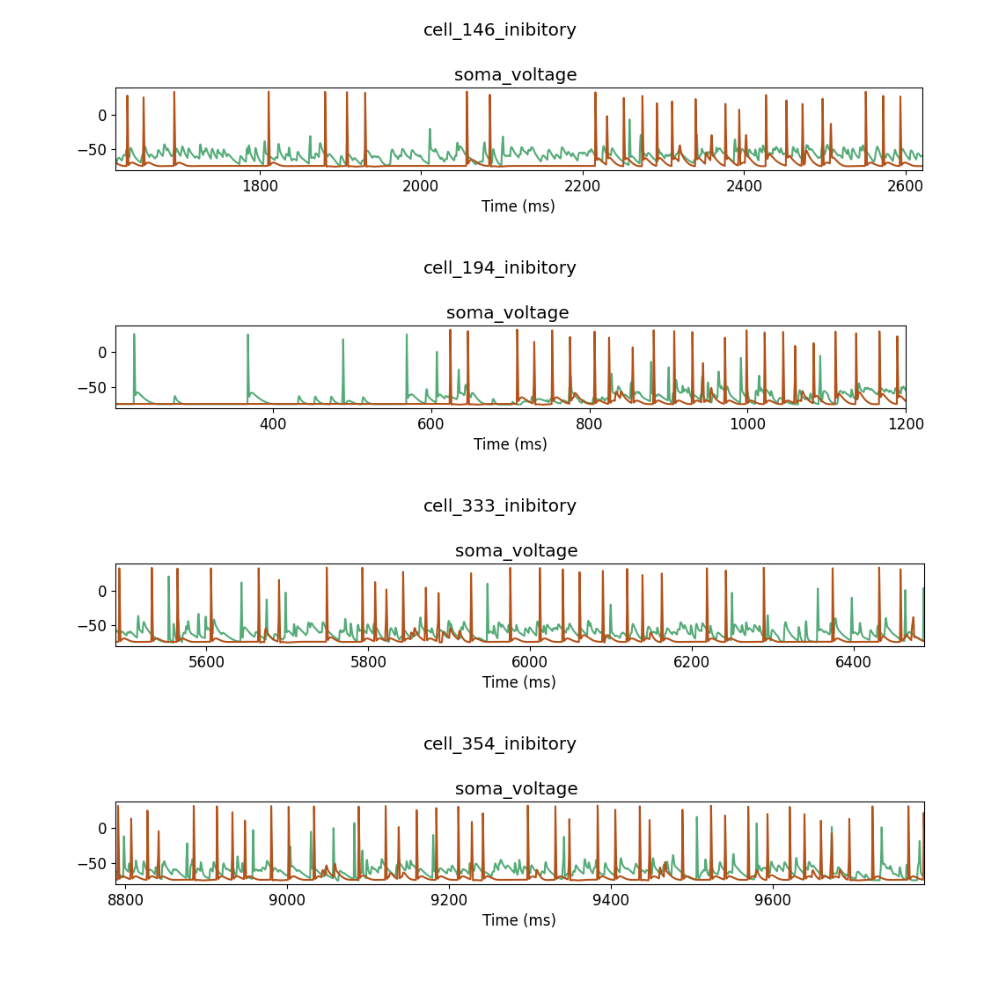 cell_146_inibitory
soma_voltage
0
−50
1800 2000 2200 2400 2600
Time (ms)
cell_194_inibitory
soma_voltage
0
−50
400 600 800 1000 1200
Time (ms)
cell_333_inibitory
soma_voltage
0
−50
5600 5800 6000 6200 6400
Time (ms)
cell_354_inibitory
soma_voltage
0
−50
8800 9000 9200 9400 9600
Time (ms)